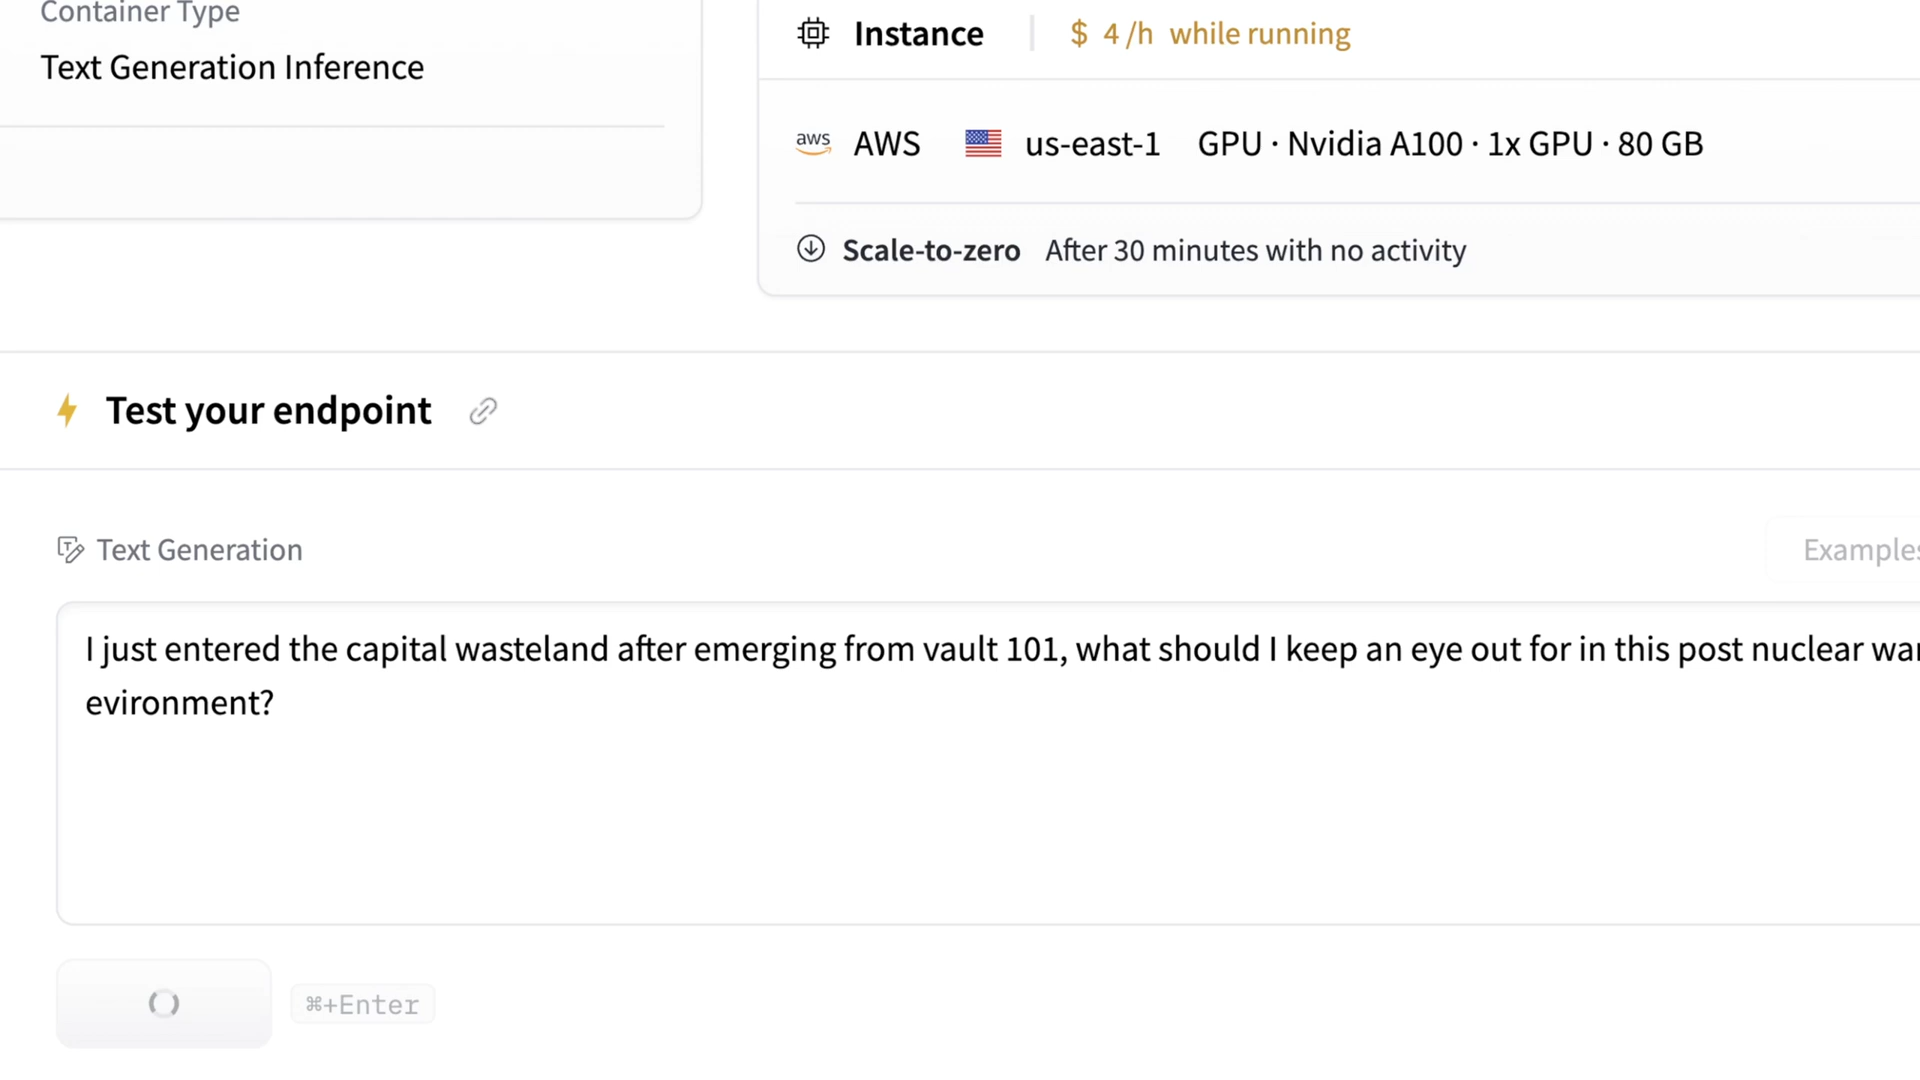 Container Type
Text Generation Inference
Instance
$ 4 /h while running
aws AWS us-east-1 GPU · Nvidia A100 · 1x GPU · 80 GB
Scale-to-zero After 30 minutes with no activity
Test your endpoint
Text Generation
Examples
I just entered the capital wasteland after emerging from vault 101, what should I keep an eye out for in this post nuclear war
evironment?
⌘+Enter